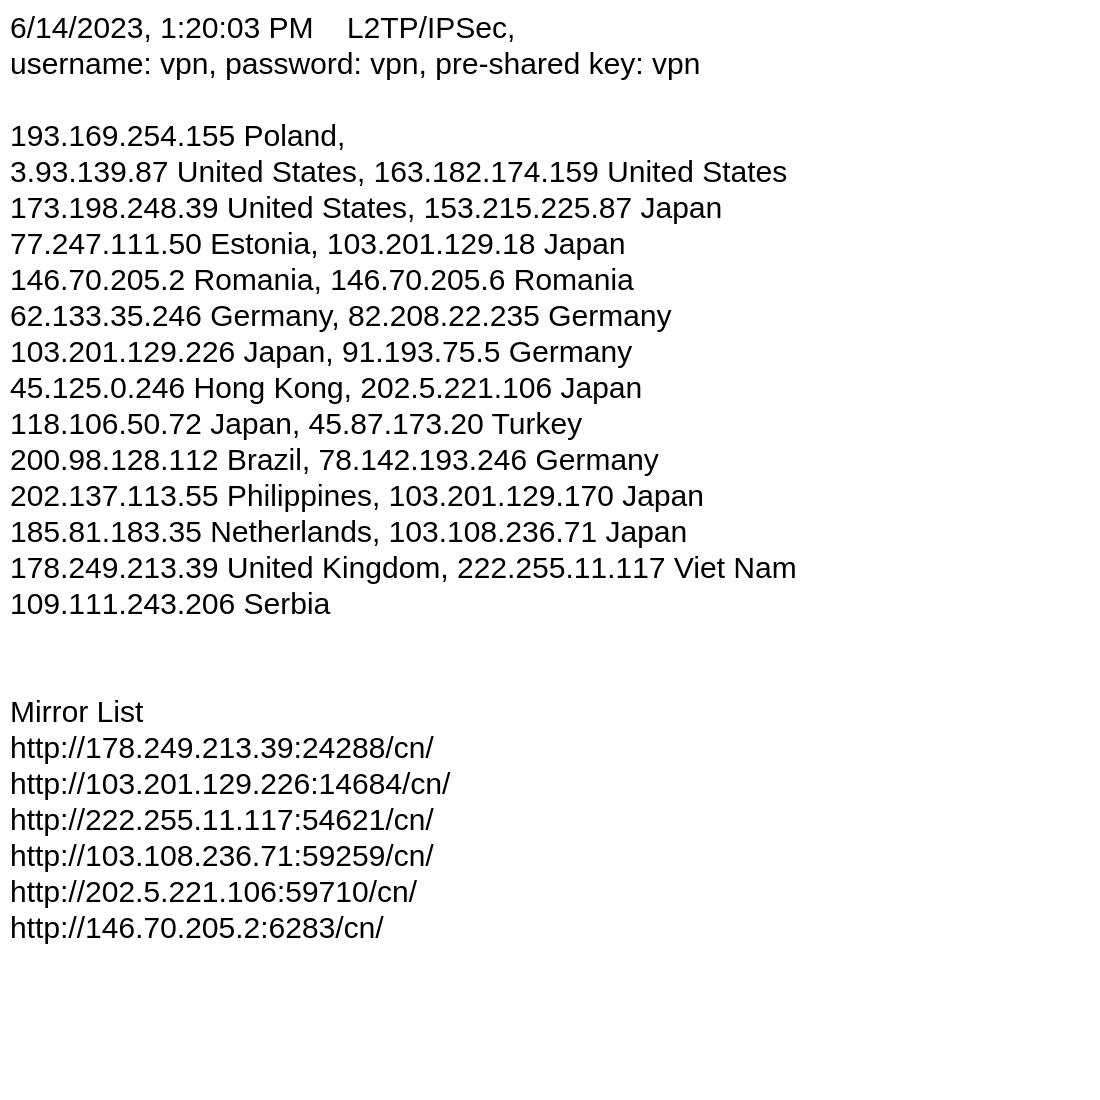 6/14/2023, 1:20:03 PM    L2TP/IPSec,
username: vpn, password: vpn, pre-shared key: vpn
193.169.254.155 Poland,
3.93.139.87 United States, 163.182.174.159 United States
173.198.248.39 United States, 153.215.225.87 Japan
77.247.111.50 Estonia, 103.201.129.18 Japan
146.70.205.2 Romania, 146.70.205.6 Romania
62.133.35.246 Germany, 82.208.22.235 Germany
103.201.129.226 Japan, 91.193.75.5 Germany
45.125.0.246 Hong Kong, 202.5.221.106 Japan
118.106.50.72 Japan, 45.87.173.20 Turkey
200.98.128.112 Brazil, 78.142.193.246 Germany
202.137.113.55 Philippines, 103.201.129.170 Japan
185.81.183.35 Netherlands, 103.108.236.71 Japan
178.249.213.39 United Kingdom, 222.255.11.117 Viet Nam
109.111.243.206 Serbia
Mirror List
http://178.249.213.39:24288/cn/
http://103.201.129.226:14684/cn/
http://222.255.11.117:54621/cn/
http://103.108.236.71:59259/cn/
http://202.5.221.106:59710/cn/
http://146.70.205.2:6283/cn/